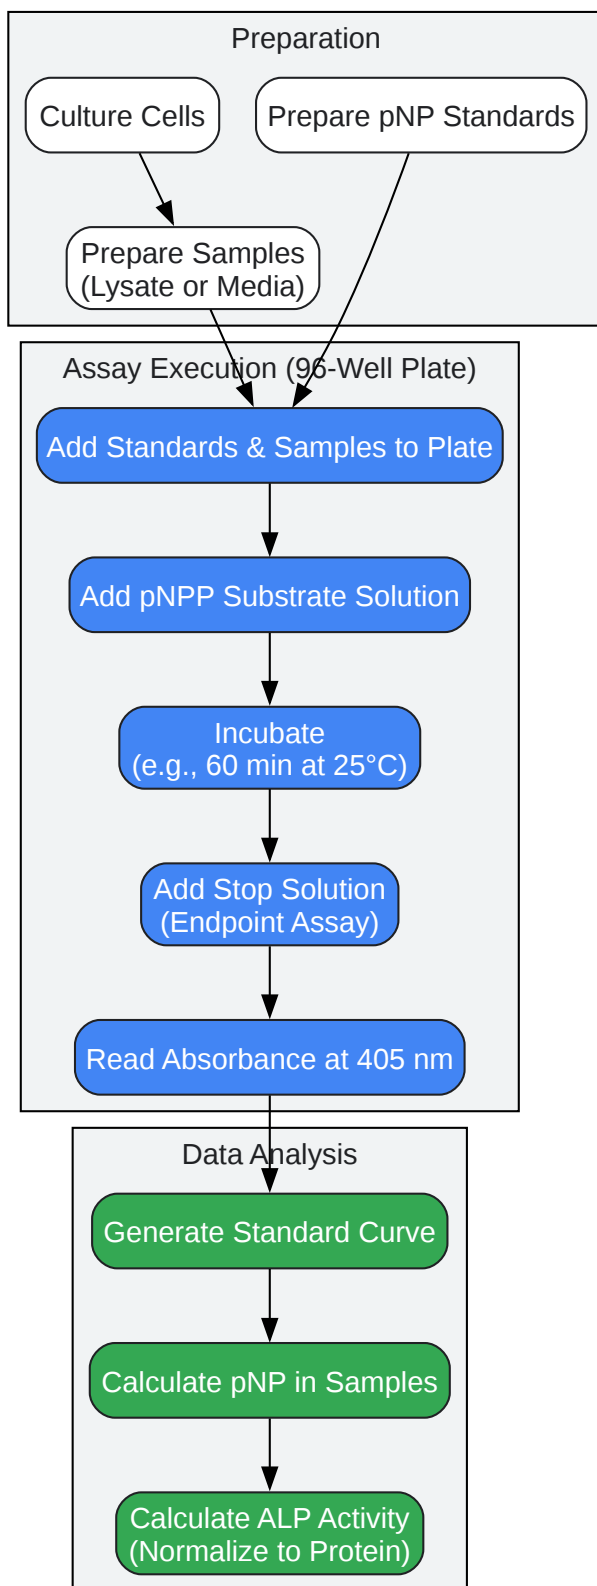 Preparation
Culture Cells
Prepare pNP Standards
Prepare Samples
(Lysate or Media)
Assay Execution (96-Well Plate)
Add Standards & Samples to Plate
Add pNPP Substrate Solution
Incubate
(e.g., 60 min at 25°C)
Add Stop Solution
(Endpoint Assay)
Read Absorbance at 405 nm
Data Analysis
Generate Standard Curve
Calculate pNP in Samples
Calculate ALP Activity
(Normalize to Protein)